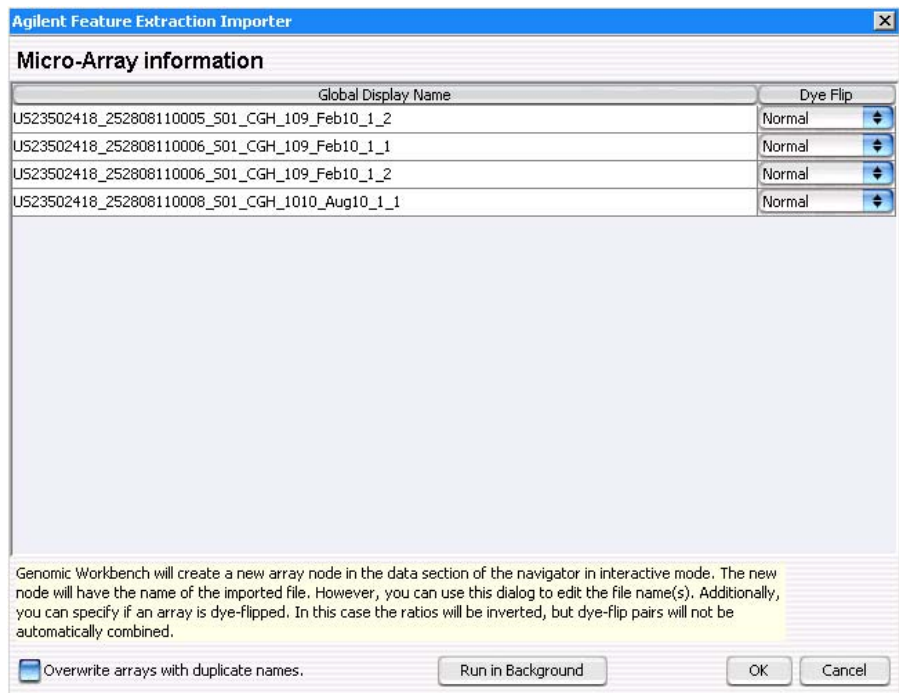 Agilent Feature Extraction Importer
Micro-Array information
Global Display Name Dye Flip
US23502418_252808110005_S01_CGH_109_Feb10_1_2 Normal
US23502418_252808110006_S01_CGH_109_Feb10_1_1 Normal
US23502418_252808110006_S01_CGH_109_Feb10_1_2 Normal
US23502418_252808110008_S01_CGH_1010_Aug10_1_1 Normal
Genomic Workbench will create a new array node in the data section of the navigator in interactive mode. The new
node will have the name of the imported file. However, you can use this dialog to edit the file name(s). Additionally,
you can specify if an array is dye-flipped. In this case the ratios will be inverted, but dye-flip pairs will not be
automatically combined.
Overwrite arrays with duplicate names. Run in Background OK Cancel